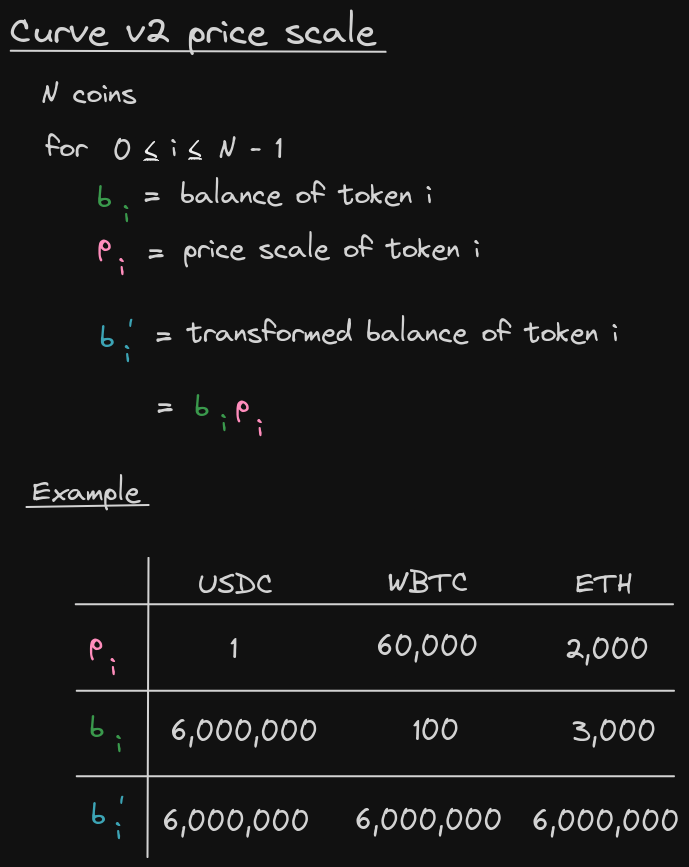 Curve v2 price scale
N coins
for 0 ≤ i ≤ N - 1
b_i = balance of token i
p_i = price scale of token i
b_i' = transformed balance of token i
= b_i p_i
Example
USDC WBTC ETH
p_i 1 60,000 2,000
b_i 6,000,000 100 3,000
b_i' 6,000,000 6,000,000 6,000,000